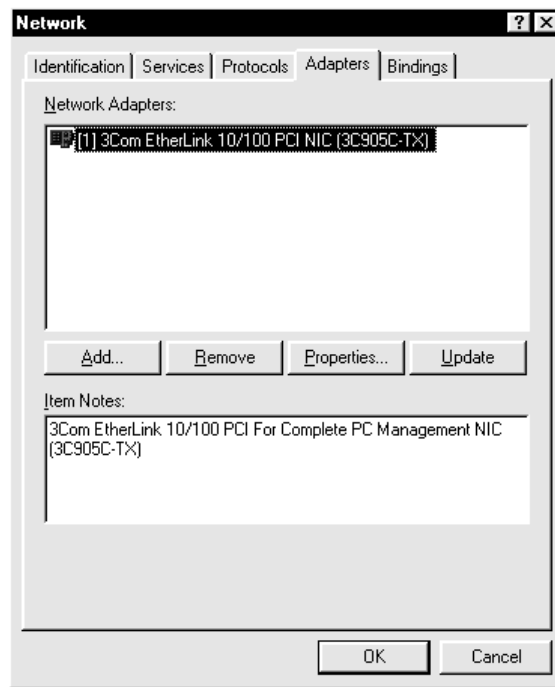 Network
Identification Services Protocols Adapters Bindings
Network Adapters:
[1] 3Com EtherLink 10/100 PCI NIC (3C905C-TX)
Add... Remove Properties... Update
Item Notes:
3Com EtherLink 10/100 PCI For Complete PC Management NIC
(3C905C-TX)
OK Cancel